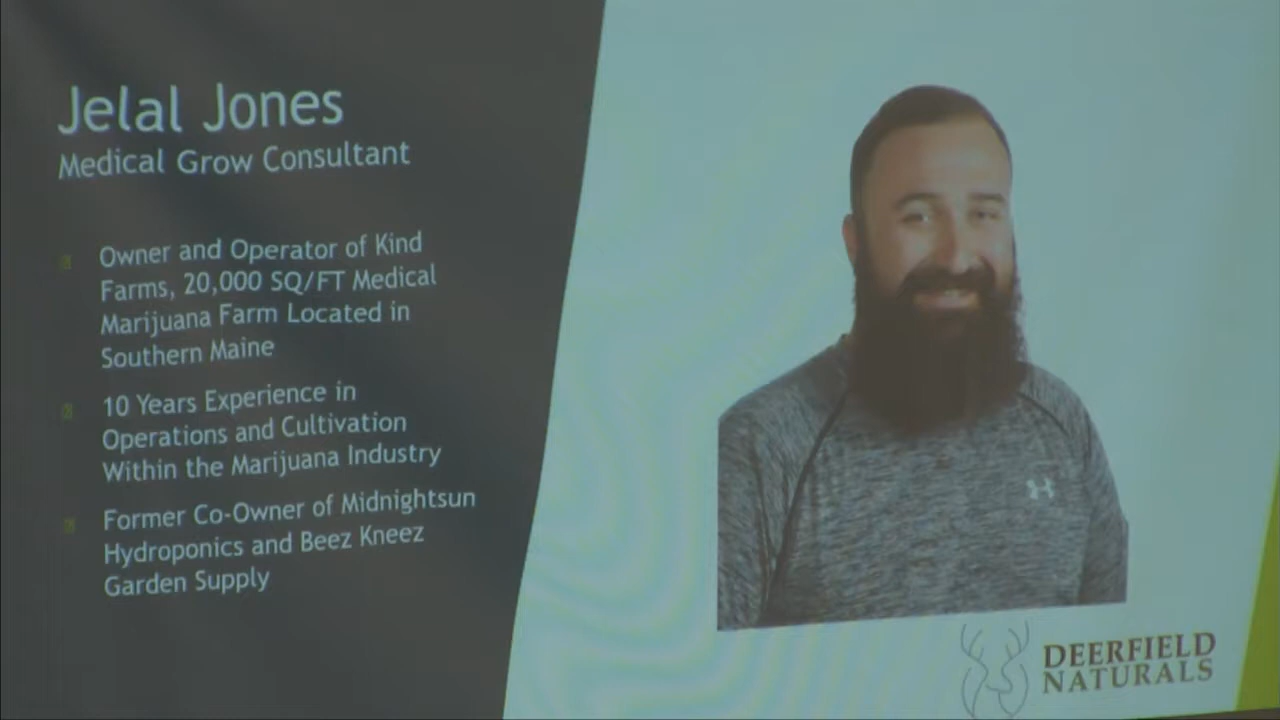 Jelal Jones
Medical Grow Consultant
Owner and Operator of Kind
Farms, 20,000 SQ/FT Medical
Marijuana Farm Located in
Southern Maine
10 Years Experience in
Operations and Cultivation
Within the Marijuana Industry
Former Co-Owner of Midnightsun
Hydroponics and Beez Kneez
Garden Supply
DEERFIELD
NATURALS